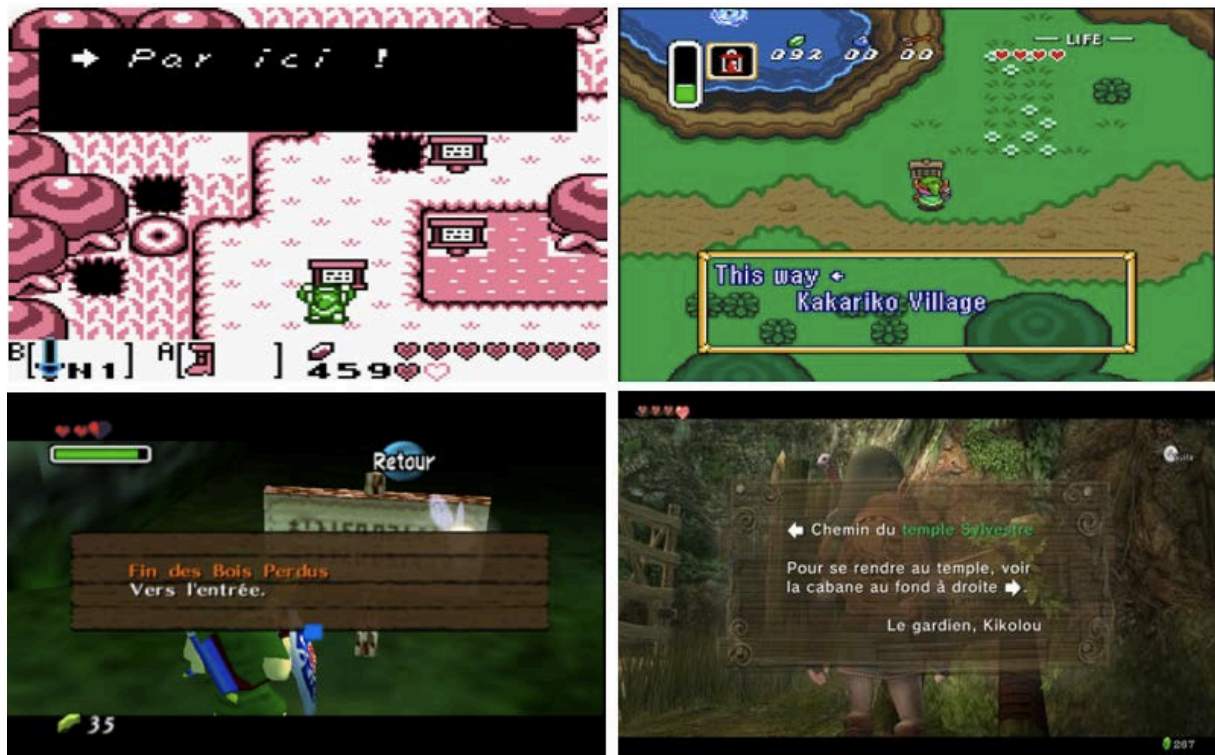 ➡ Par ici !
B[ N 1 ] A[ ] 459
092 00 00
— LIFE —
This way ←
Kakariko Village
Retour
Fin des Bois Perdus
Vers l'entrée.
35
← Chemin du temple Sylvestre
Pour se rendre au temple, voir
la cabane au fond à droite ➡.
Le gardien, Kikolou
267